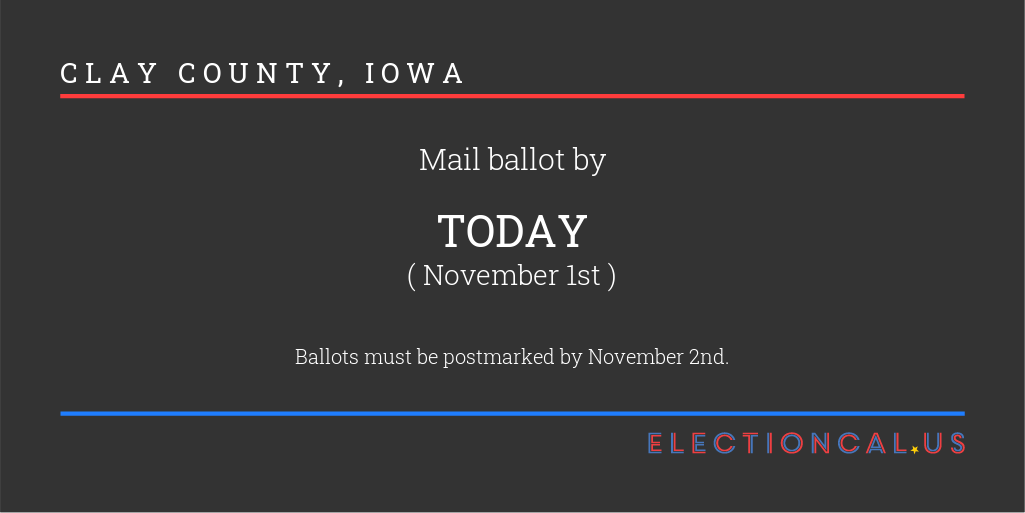 CLAY COUNTY, IOWA
Mail ballot by
TODAY
( November 1st )
Ballots must be postmarked by November 2nd.
ELECTIONCAL.US